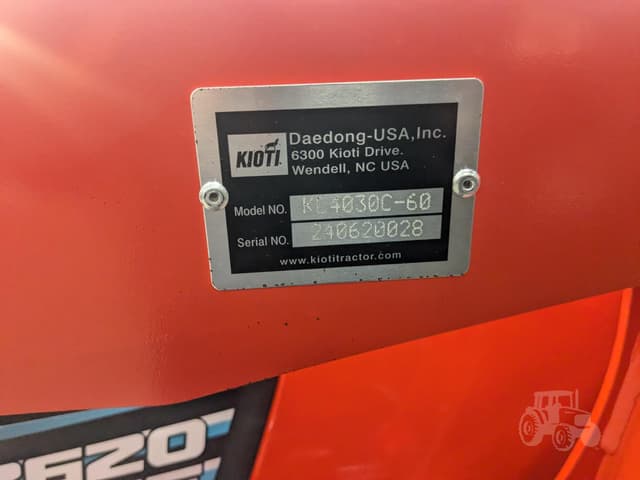 KIOTI
Daedong-USA,Inc.
6300 Kioti Drive.
Wendell, NC USA
Model NO. KL4030C-60
Serial NO. 240620028
www.kiotitractor.com
2620